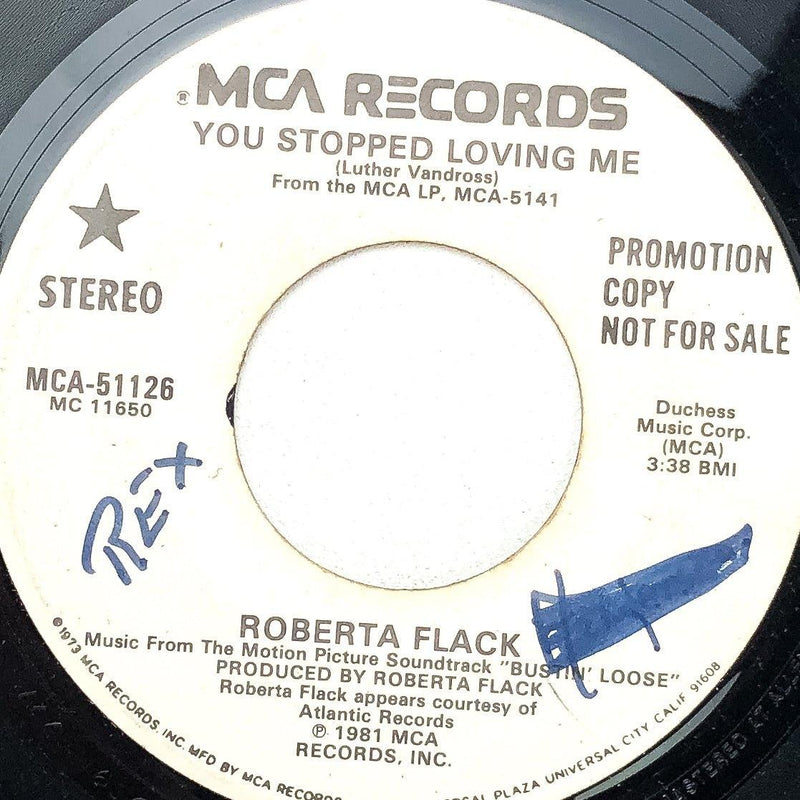 ® MCA RECORDS
YOU STOPPED LOVING ME
(Luther Vandross)
From the MCA LP, MCA-5141
STEREO
PROMOTION
COPY
NOT FOR SALE
MCA-51126
MC 11650
Duchess
Music Corp.
(MCA)
3:38 BMI
REX
ROBERTA FLACK
Music From The Motion Picture Soundtrack "BUSTIN' LOOSE"
PRODUCED BY ROBERTA FLACK
Roberta Flack appears courtesy of
Atlantic Records
℗ 1981 MCA
RECORDS, INC.
©1973 MCA RECORDS, INC. MFD BY MCA RECORDS PLAZA UNIVERSAL CITY CALIF 91608